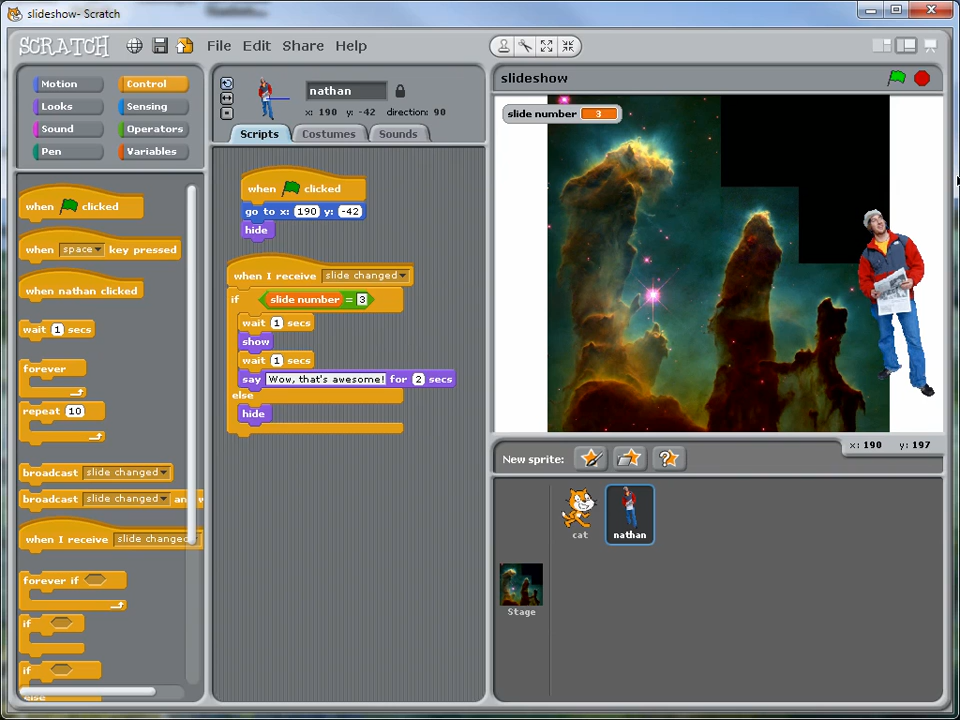 slideshow- Scratch
SCRATCH File Edit Share Help
Motion Control
Looks Sensing
Sound Operators
Pen Variables
when clicked
when space key pressed
when nathan clicked
wait 1 secs
forever
repeat 10
broadcast slide changed
broadcast slide changed
when I receive slide changed
forever if
if
if
else
nathan
x: 190 y: -42 direction: 90
Scripts Costumes Sounds
when clicked
go to x: 190 y: -42
hide
when I receive slide changed
if slide number = 3
wait 1 secs
show
wait 1 secs
say Wow, that's awesome! for 2 secs
else
hide
slideshow
slide number 3
x: 190 y: 197
New sprite:
cat
nathan
Stage